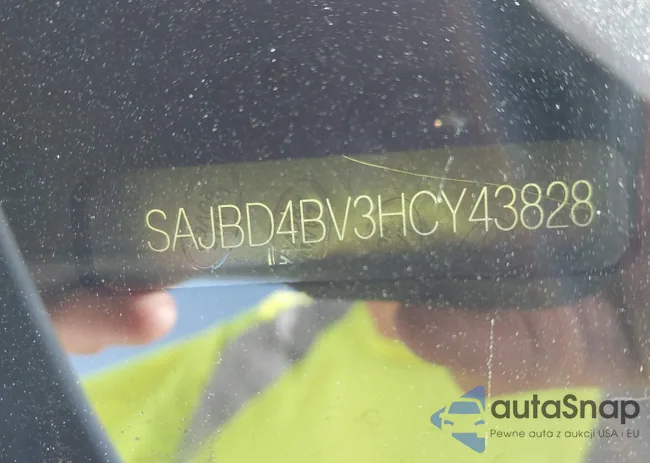 SAJBD4BV3HCY43828
autaSnap
Pewne auta z aukcji USA i EU